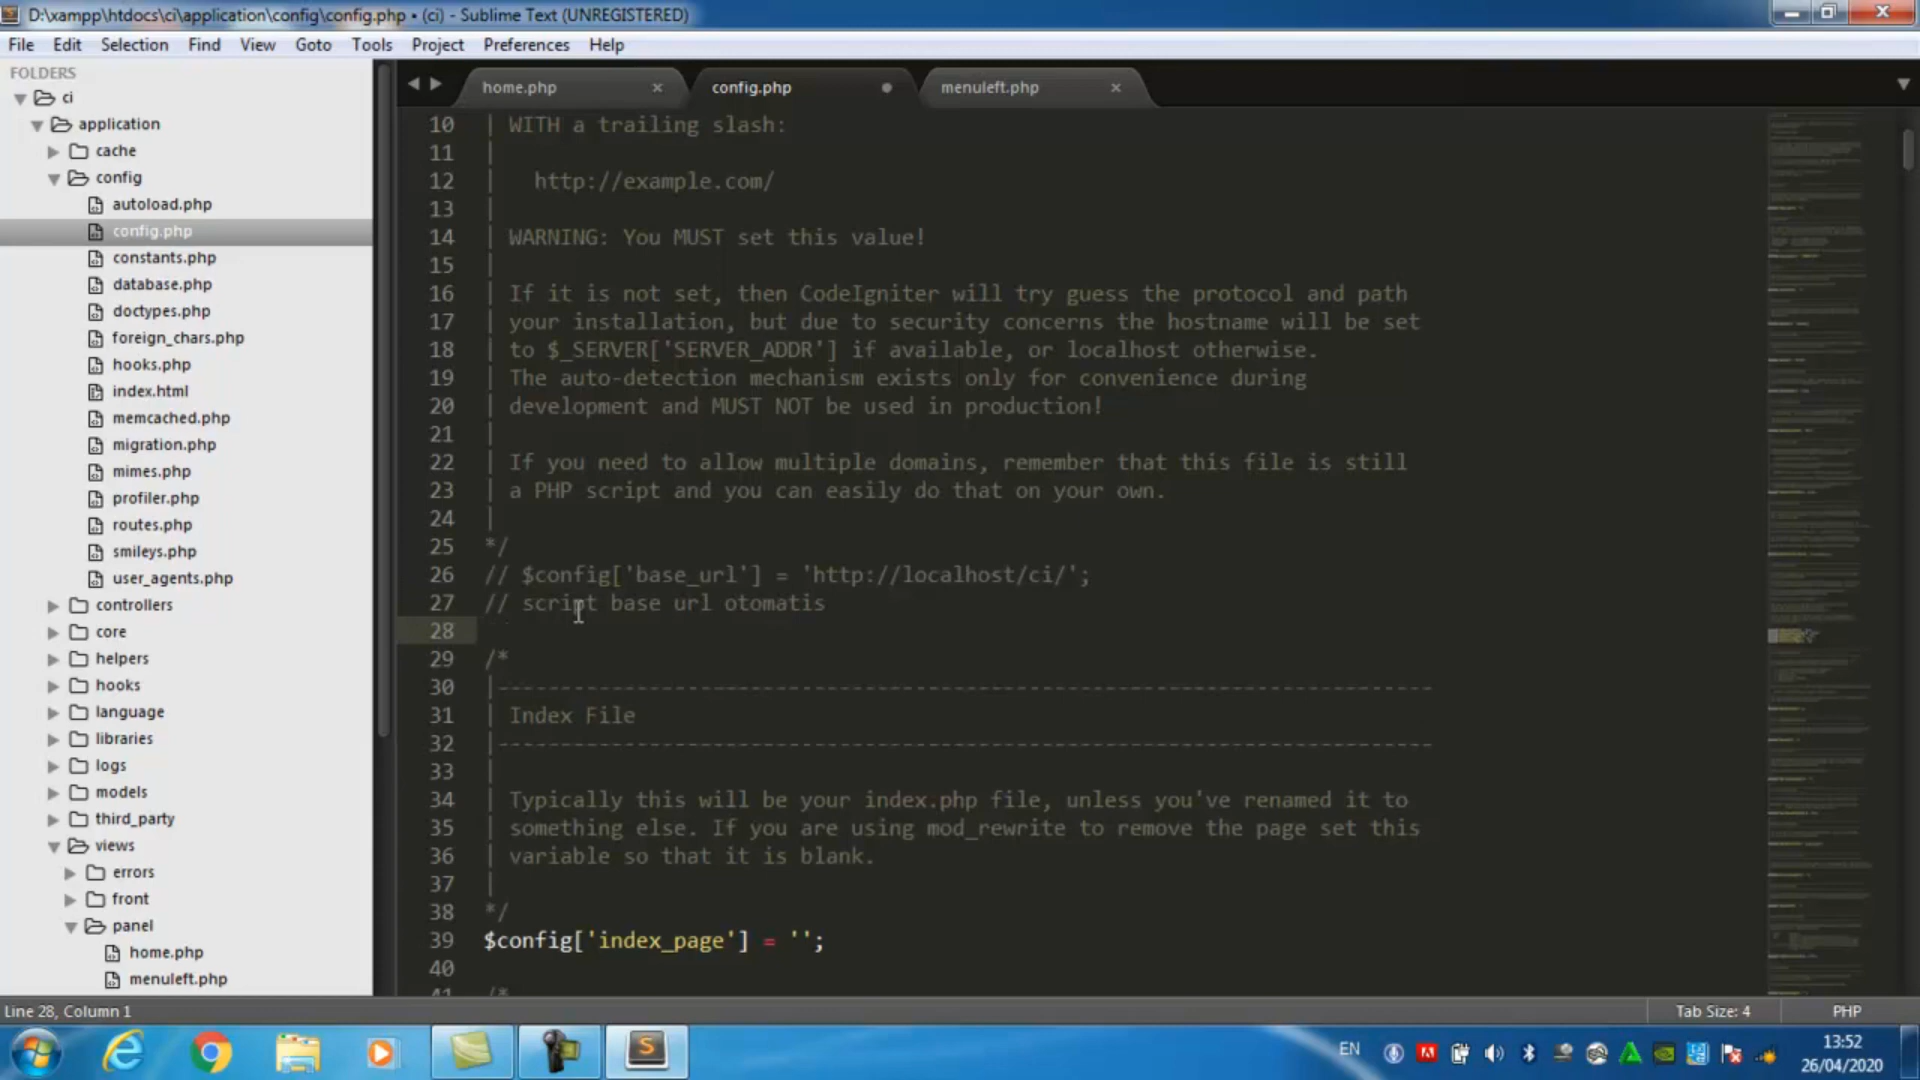 D:\xampp\htdocs\ci\application\config\config.php • (ci) - Sublime Text (UNREGISTERED)
File Edit Selection Find View Goto Tools Project Preferences Help
FOLDERS
ci
application
cache
config
autoload.php
config.php
constants.php
database.php
doctypes.php
foreign_chars.php
hooks.php
index.html
memcached.php
migration.php
mimes.php
profiler.php
routes.php
smileys.php
user_agents.php
controllers
core
helpers
hooks
language
libraries
logs
models
third_party
views
errors
front
panel
home.php
menuleft.php
home.php config.php menuleft.php
10 | WITH a trailing slash:
11 |
12 | http://example.com/
13 |
14 | WARNING: You MUST set this value!
15 |
16 | If it is not set, then CodeIgniter will try guess the protocol and path
17 | your installation, but due to security concerns the hostname will be set
18 | to $_SERVER['SERVER_ADDR'] if available, or localhost otherwise.
19 | The auto-detection mechanism exists only for convenience during
20 | development and MUST NOT be used in production!
21 |
22 | If you need to allow multiple domains, remember that this file is still
23 | a PHP script and you can easily do that on your own.
24 |
25 */
26 // $config['base_url'] = 'http://localhost/ci/';
27 // script base url otomatis
28
29 /*
30 |--------------------------------------------------------------------------
31 | Index File
32 |--------------------------------------------------------------------------
33 |
34 | Typically this will be your index.php file, unless you've renamed it to
35 | something else. If you are using mod_rewrite to remove the page set this
36 | variable so that it is blank.
37 |
38 */
39 $config['index_page'] = '';
40
41 /*
Line 28, Column 1 Tab Size: 4 PHP
EN
13:52
26/04/2020